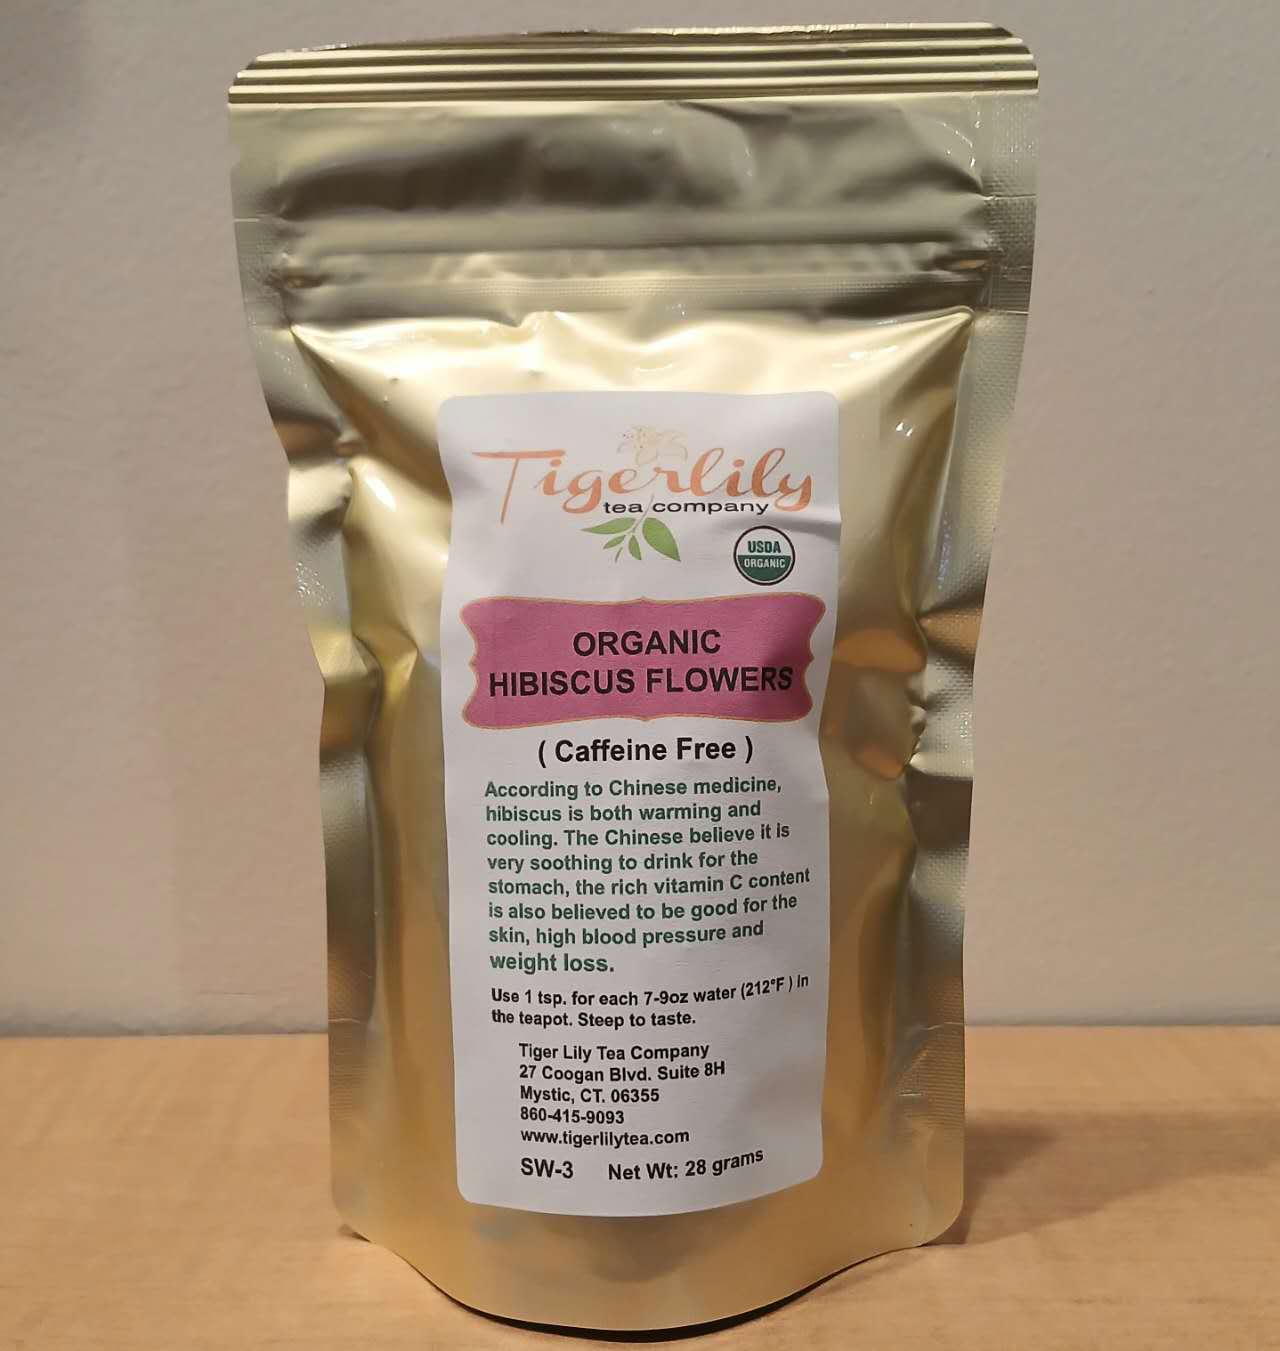 Tigerlily
tea company
USDA
ORGANIC
ORGANIC
HIBISCUS FLOWERS
( Caffeine Free )
According to Chinese medicine,
hibiscus is both warming and
cooling. The Chinese believe it is
very soothing to drink for the
stomach, the rich vitamin C content
is also believed to be good for the
skin, high blood pressure and
weight loss.
Use 1 tsp. for each 7-9oz water (212°F ) In
the teapot. Steep to taste.
Tiger Lily Tea Company
27 Coogan Blvd. Suite 8H
Mystic, CT. 06355
860-415-9093
www.tigerlilytea.com
SW-3 Net Wt: 28 grams